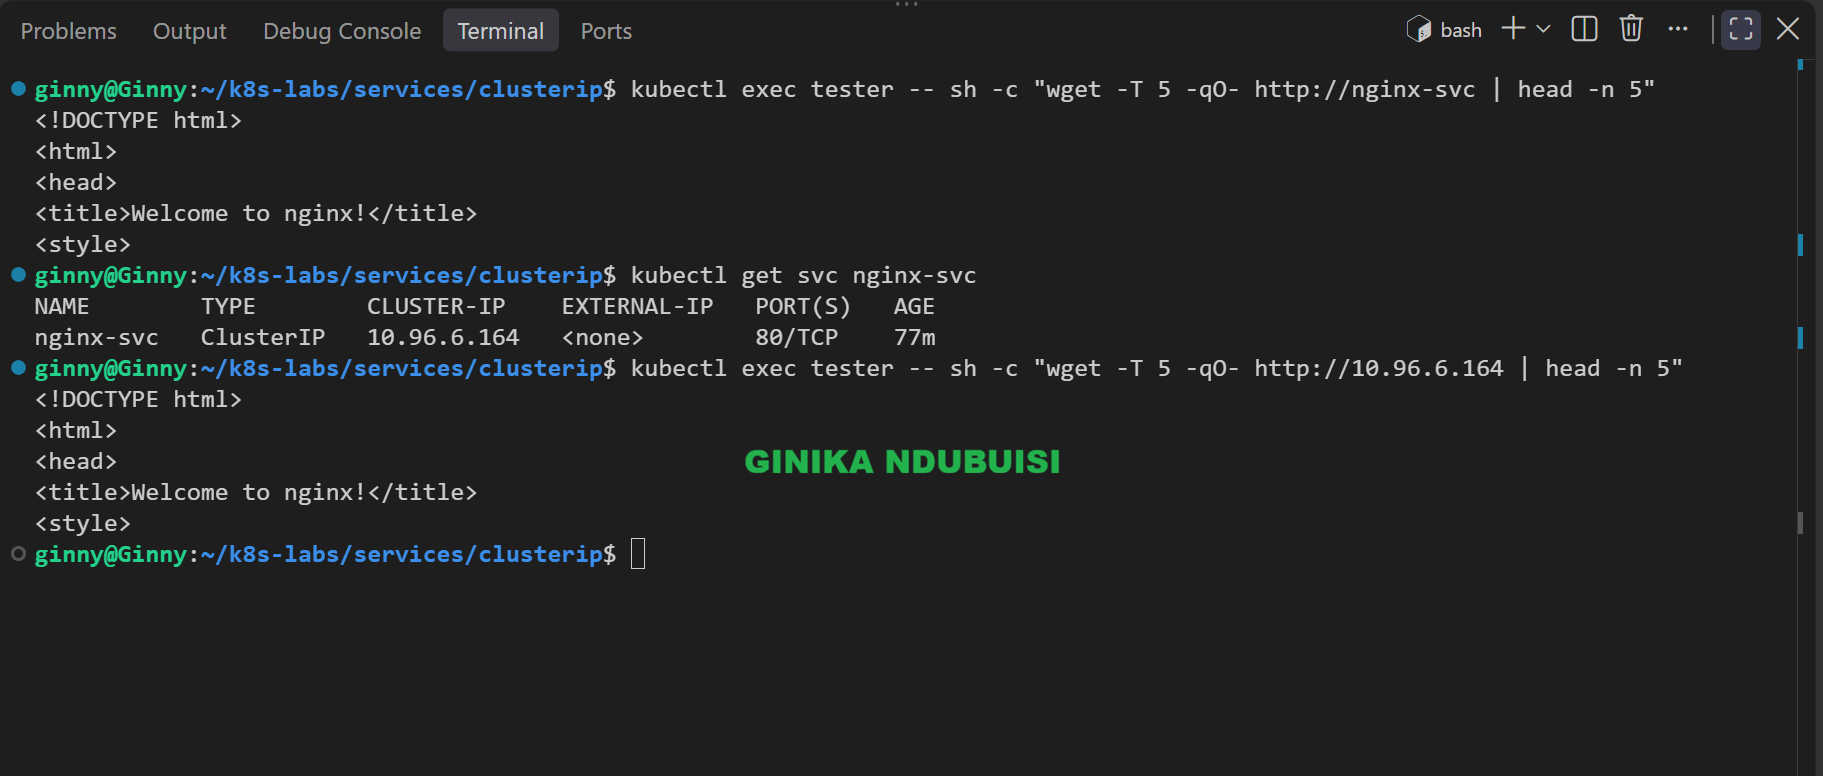 Problems Output Debug Console Terminal Ports bash
ginny@Ginny:~/k8s-labs/services/clusterip$ kubectl exec tester -- sh -c "wget -T 5 -qO- http://nginx-svc | head -n 5"
<!DOCTYPE html>
<html>
<head>
<title>Welcome to nginx!</title>
<style>
ginny@Ginny:~/k8s-labs/services/clusterip$ kubectl get svc nginx-svc
NAME TYPE CLUSTER-IP EXTERNAL-IP PORT(S) AGE
nginx-svc ClusterIP 10.96.6.164 <none> 80/TCP 77m
ginny@Ginny:~/k8s-labs/services/clusterip$ kubectl exec tester -- sh -c "wget -T 5 -qO- http://10.96.6.164 | head -n 5"
<!DOCTYPE html>
<html>
<head>
GINIKA NDUBUISI
<title>Welcome to nginx!</title>
<style>
ginny@Ginny:~/k8s-labs/services/clusterip$